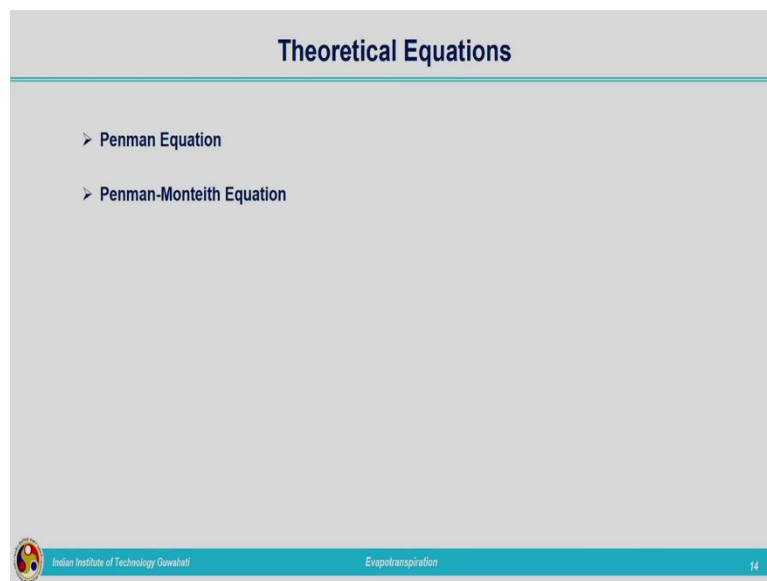 Theoretical Equations
➢ Penman Equation
➢ Penman-Monteith Equation
Indian Institute of Technology Guwahati
Evapotranspiration
14